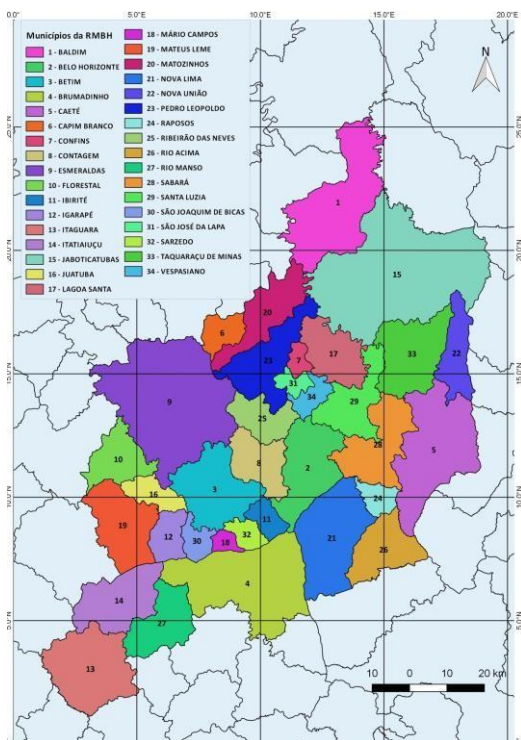 5.0°E
10.0°E
15.0°E
20.0°E
Municípios da RMBH
1 - BALDIM
2 - BELO HORIZONTE
3 - BETIM
4 - BRUMADINHO
5 - CAETÉ
6 - CAPIM BRANCO
7 - CONFINS
8 - CONTAGEM
9 - ESMERALDAS
10 - FLORESTAL
11 - IBIRITÉ
12 - IGARAPÉ
13 - ITAGUARA
14 - ITATIAIUÇU
15 - JABOTICATUBAS
16 - JUATUBA
17 - LAGOA SANTA
18 - MÁRIO CAMPOS
19 - MATEUS LEME
20 - MATOZINHOS
21 - NOVA LIMA
22 - NOVA UNIÃO
23 - PEDRO LEOPOLDO
24 - RAPOSOS
25 - RIBEIRÃO DAS NEVES
26 - RIO ACIMA
27 - RIO MANSO
28 - SABARÁ
29 - SANTA LUZIA
30 - SÃO JOAQUIM DE BICAS
31 - SÃO JOSÉ DA LAPA
32 - SARZEDO
33 - TAQUARAÇU DE MINAS
34 - VESPASIANO
N
1
15
20
6
23
7
17
33
22
31
34
9
29
25
28
5
10
8
2
3
16
24
19
11
12
30
18
32
21
26
4
14
27
13
10
0
10
20 km
5.0°E
10.0°E
15.0°E